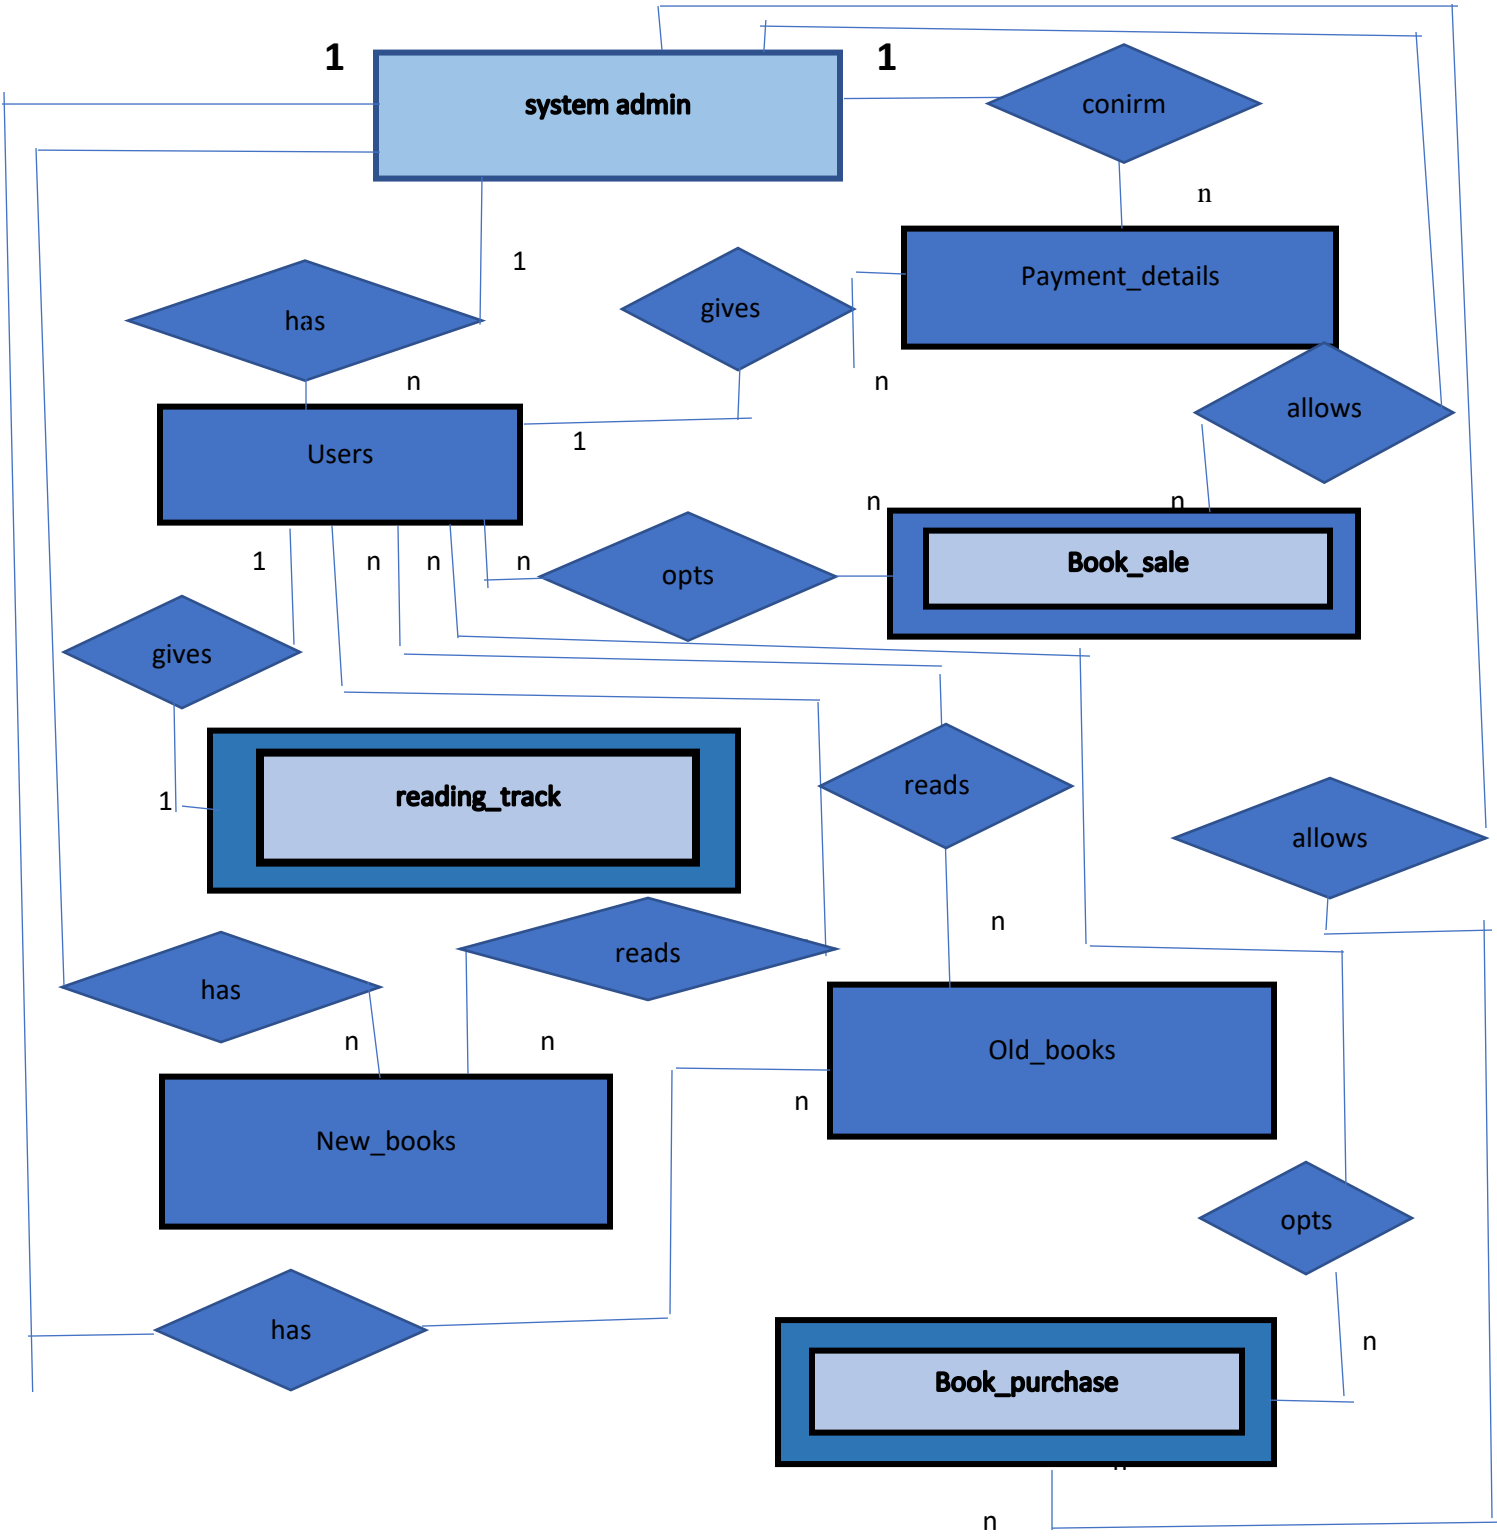 1
1
system admin
conirm
n
1
Payment_details
gives
has
n
n
allows
1
Users
n
n
1
n
n
n
opts
Book_sale
gives
reads
1
reading_track
allows
n
reads
has
n
n
Old_books
n
New_books
opts
has
n
Book_purchase
n
n